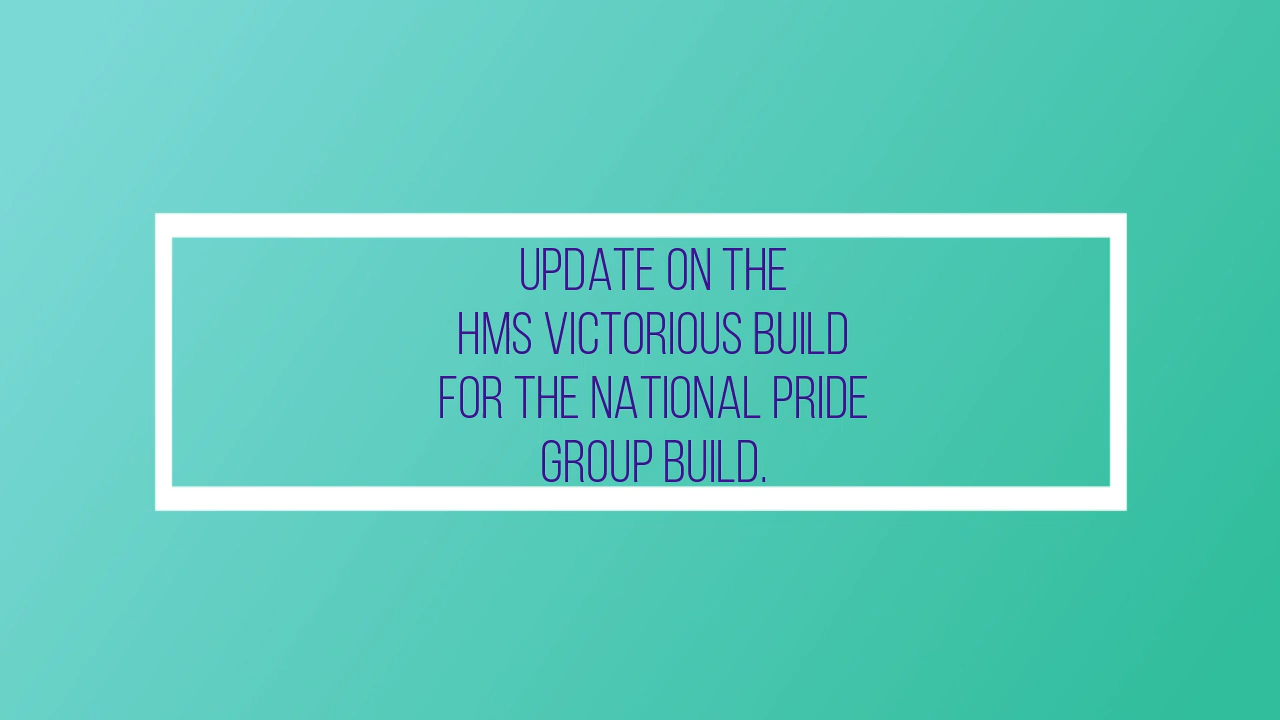 UPDATE ON THE
HMS VICTORIOUS BUILD
FOR THE NATIONAL PRIDE
GROUP BUILD.